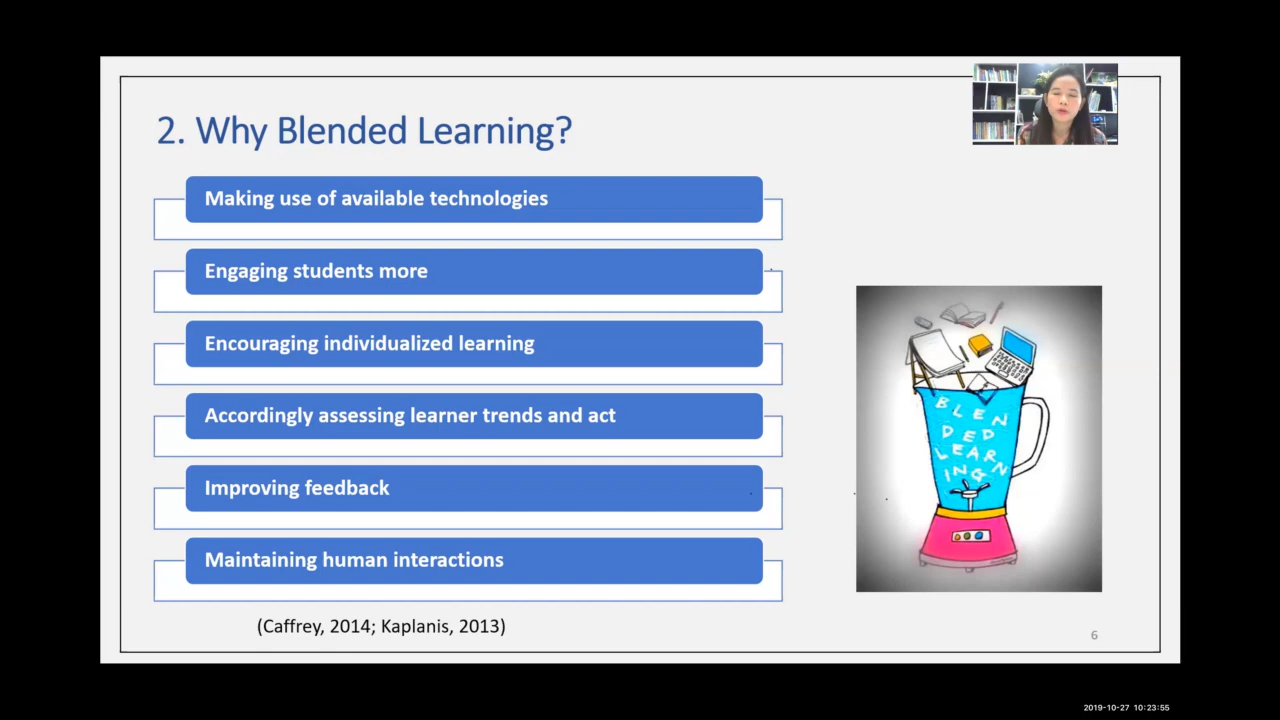 2. Why Blended Learning?
Making use of available technologies
Engaging students more
Encouraging individualized learning
Accordingly assessing learner trends and act
Improving feedback
Maintaining human interactions
(Caffrey, 2014; Kaplanis, 2013)
BLEN
DED
LEARN
ING
6
2019-10-27 10:23:55